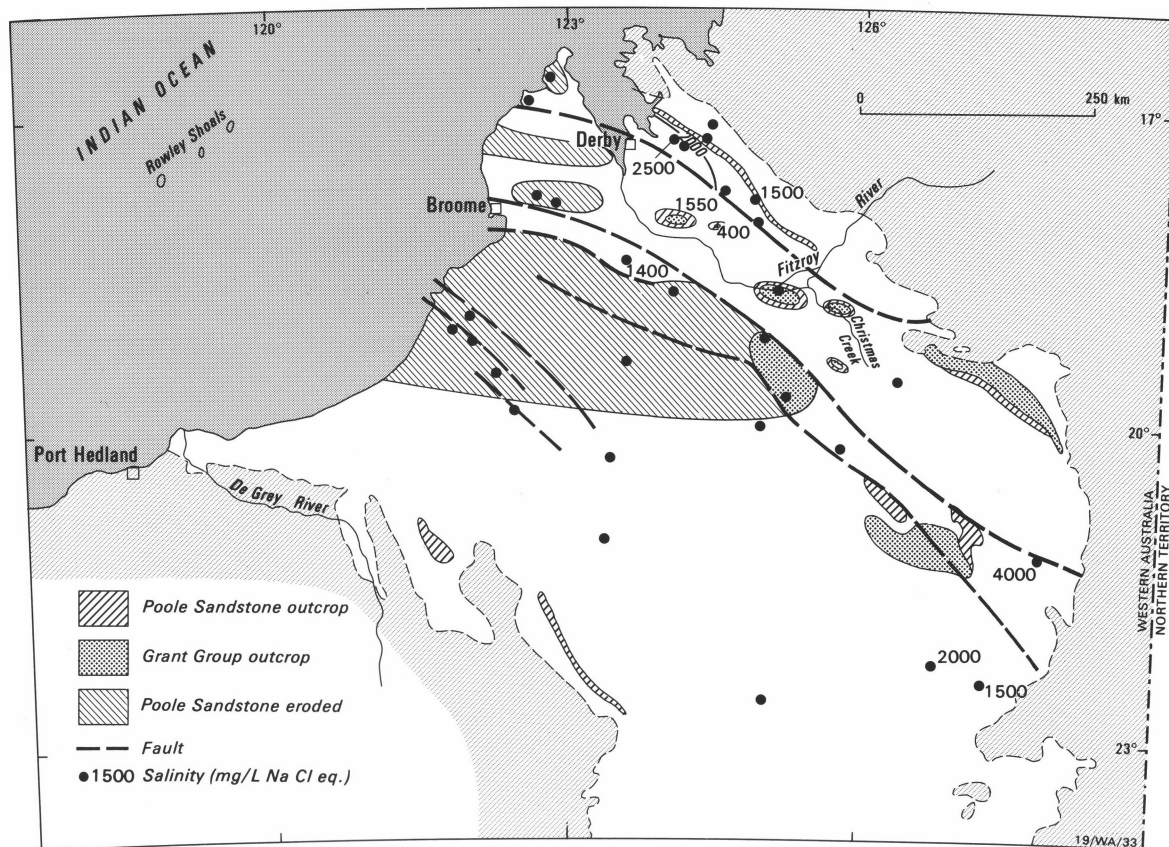 120°
123°
126°
INDIAN OCEAN
Rowley Shoals
0 250 km
17°
Derby
2500
1500
River
1550
Broome
400
Fitzroy
1400
Christmas
Creek
20°
Port Hedland
De Grey River
WESTERN AUSTRALIA
NORTHERN TERRITORY
4000
Poole Sandstone outcrop
Grant Group outcrop
2000
1500
Poole Sandstone eroded
Fault
23°
1500 Salinity (mg/L Na Cl eq.)
19/WA/33